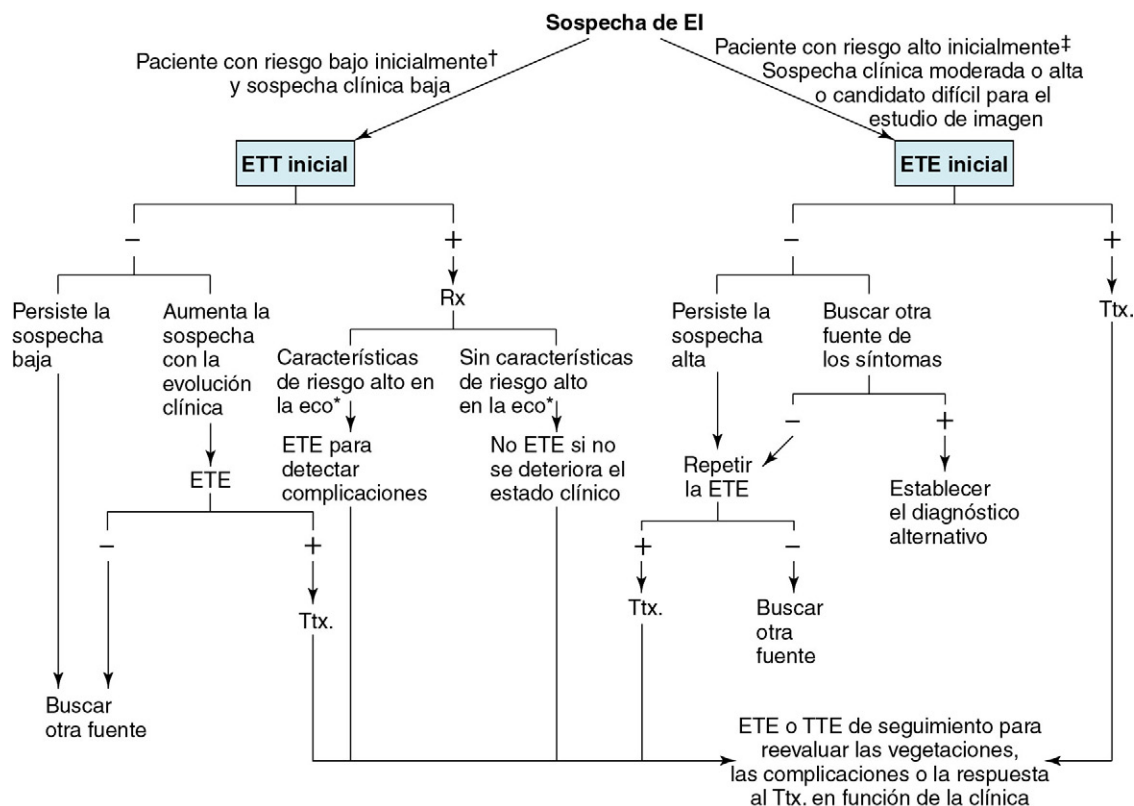 Sospecha de EI
Paciente con riesgo bajo inicialmente†
y sospecha clínica baja
Paciente con riesgo alto inicialmente‡
Sospecha clínica moderada o alta
o candidato difícil para el
estudio de imagen
ETT inicial
ETE inicial
–
+
–
+
Persiste la
sospecha
baja
Aumenta la
sospecha
con la
evolución
clínica
Rx
Características
de riesgo alto en
la eco*
Sin características
de riesgo alto
en la eco*
Persiste la
sospecha
alta
Buscar otra
fuente de
los síntomas
Ttx.
ETE
ETE para
detectar
complicaciones
No ETE si no
se deteriora el
estado clínico
–
+
Repetir
la ETE
Establecer
el diagnóstico
alternativo
–
+
+
–
Ttx.
Ttx.
Buscar
otra
fuente
Buscar
otra fuente
ETE o TTE de seguimiento para
reevaluar las vegetaciones,
las complicaciones o la respuesta
al Ttx. en función de la clínica